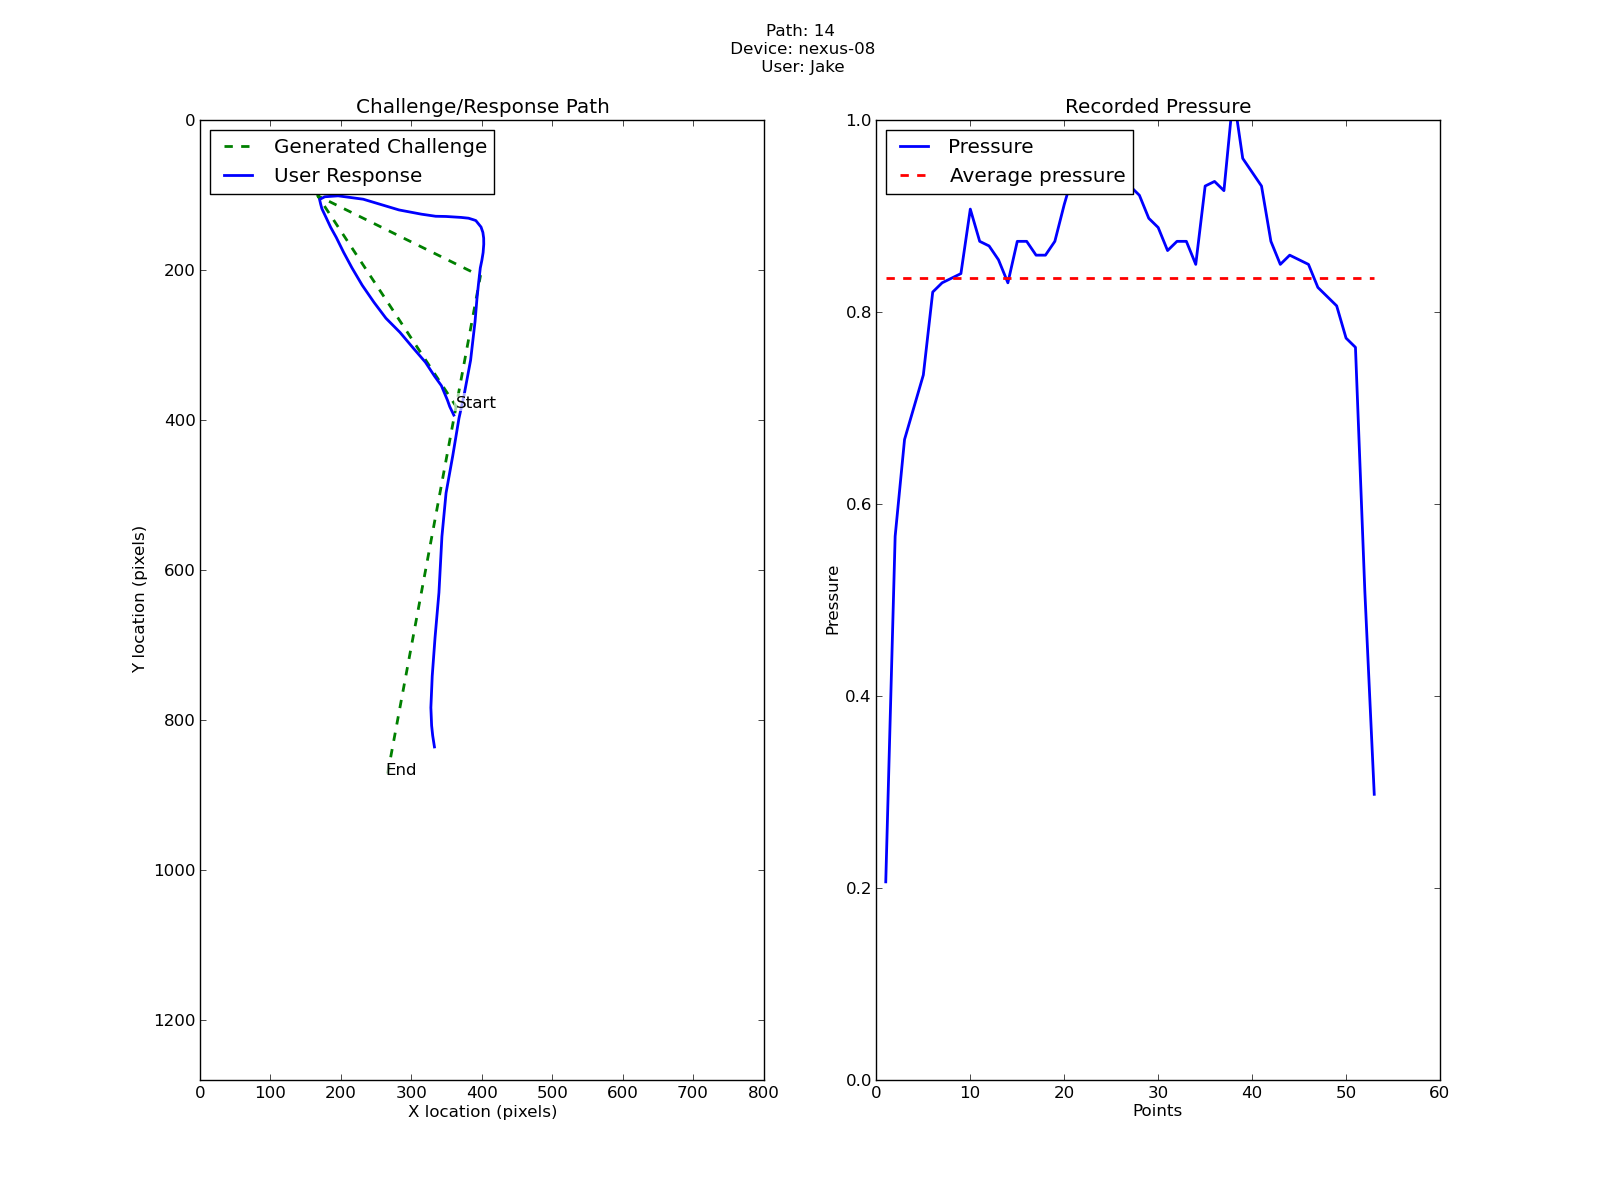 Path: 14
Device: nexus-08
User: Jake
Challenge/Response Path
Generated Challenge
User Response
0
200
400
600
800
1000
1200
Y location (pixels)
Start
End
0 100 200 300 400 500 600 700 800
X location (pixels)
Recorded Pressure
Pressure
Average pressure
1.0
0.8
0.6
0.4
0.2
0.0
Pressure
0 10 20 30 40 50 60
Points